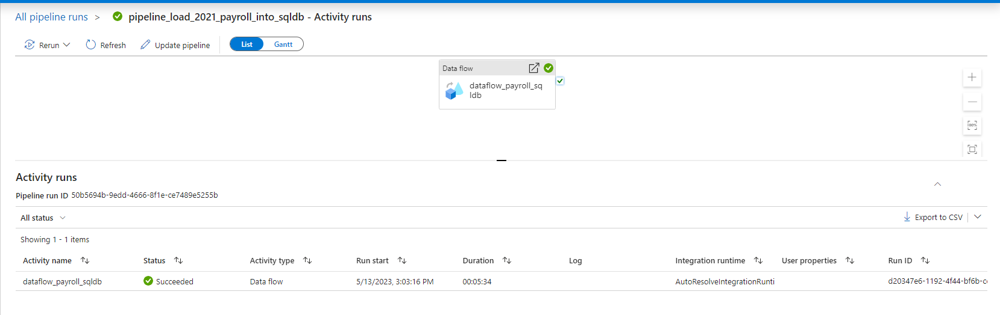 All pipeline runs > pipeline_load_2021_payroll_into_sqldb - Activity runs
Rerun Refresh Update pipeline List Gantt
Data flow
dataflow_payroll_sq
ldb
100%
Activity runs
Pipeline run ID 50b5694b-9edd-4666-8f1e-ce7489e5255b
All status Export to CSV
Showing 1 - 1 items
Activity name Status Activity type Run start Duration Log Integration runtime User properties Run ID
dataflow_payroll_sqldb Succeeded Data flow 5/13/2023, 3:03:16 PM 00:05:34 AutoResolveIntegrationRunti d20347e6-1192-4f44-bf6b-c